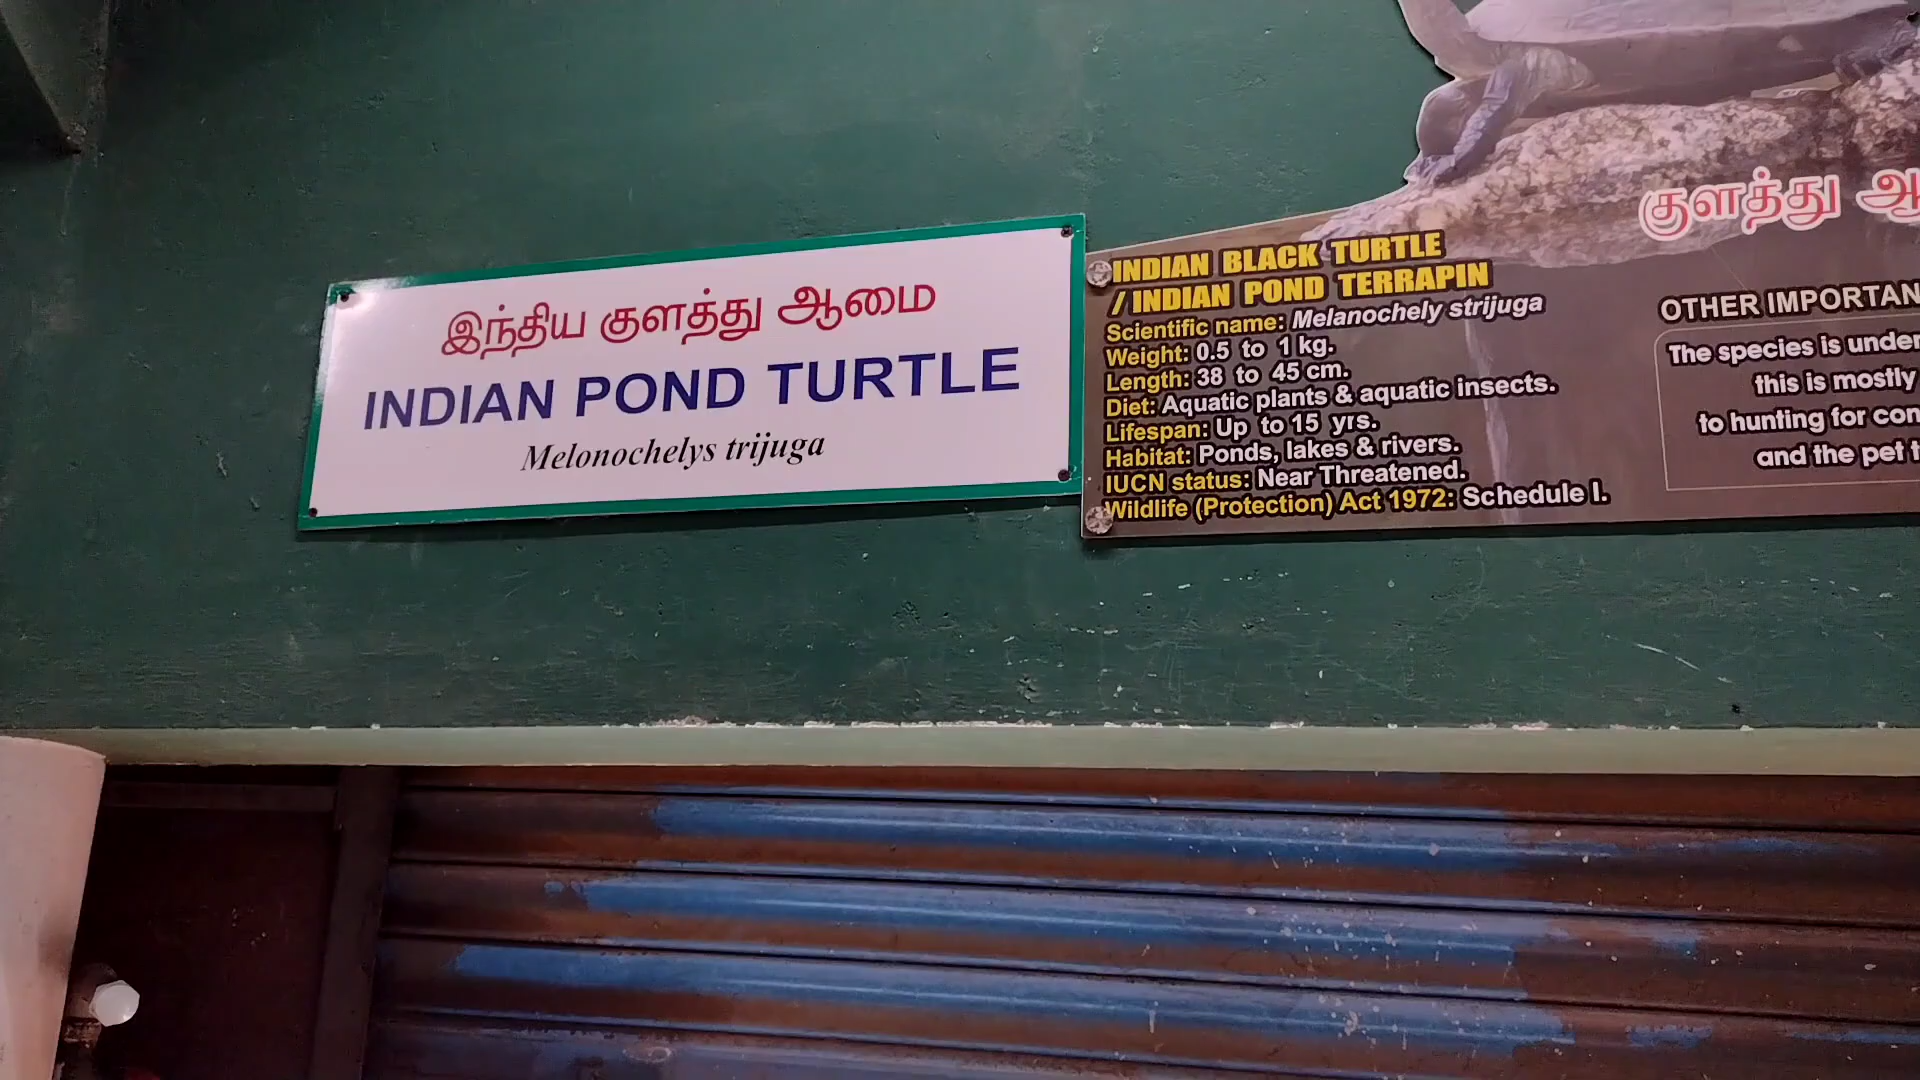 இந்திய குளத்து ஆமை
INDIAN POND TURTLE
Melonochelys trijuga
INDIAN BLACK TURTLE
/ INDIAN POND TERRAPIN
Scientific name: Melanochely strijuga
Weight: 0.5 to 1 kg.
Length: 38 to 45 cm.
Diet: Aquatic plants & aquatic insects.
Lifespan: Up to 15 yrs.
Habitat: Ponds, lakes & rivers.
IUCN status: Near Threatened.
Wildlife (Protection) Act 1972: Schedule I.
குளத்து
OTHER
The species is under
this is mostly
to hunting for
and the pet